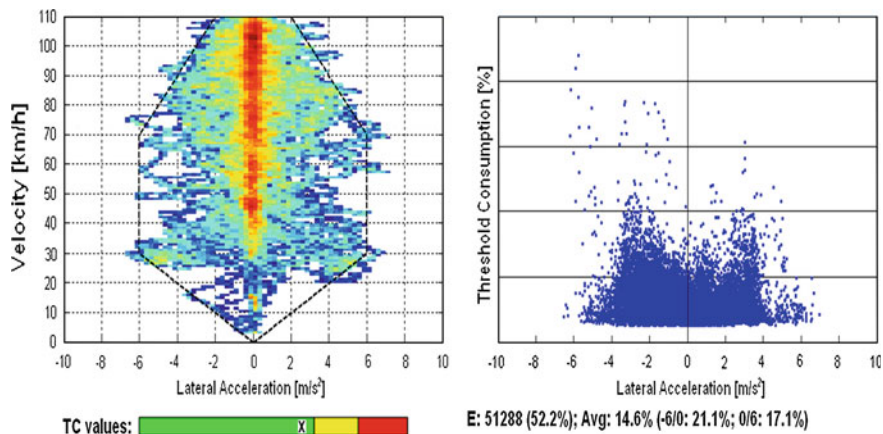 110
100
90
80
70
60
50
40
30
20
10
0
Velocity [km/h]
-10 -8 -6 -4 -2 0 2 4 6 8 10
Lateral Acceleration [m/s²]
Threshold Consumption [%]
-10 -8 -6 -4 -2 0 2 4 6 8 10
Lateral Acceleration [m/s²]
TC values: X
E: 51288 (52.2%); Avg: 14.6% (-6/0: 21.1%; 0/6: 17.1%)